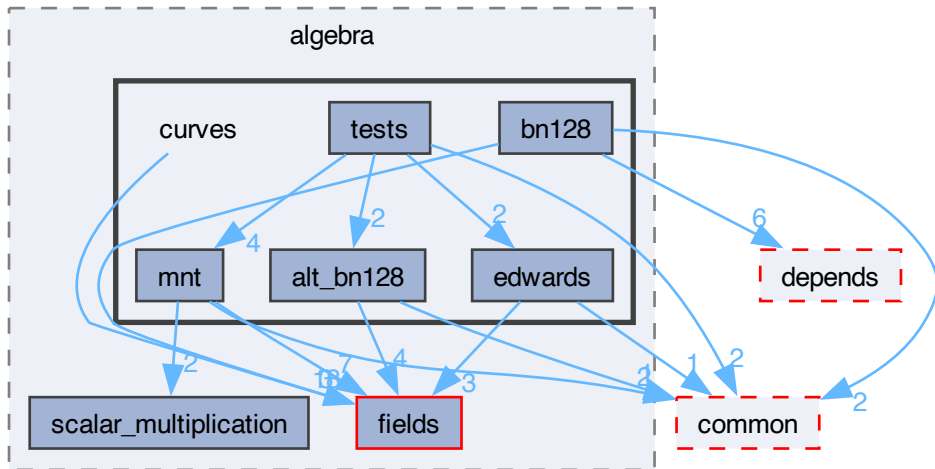 algebra
curves
tests
bn128
4
2
2
6
mnt
alt_bn128
edwards
depends
2
7
4
3
1
2
2
scalar_multiplication
fields
common